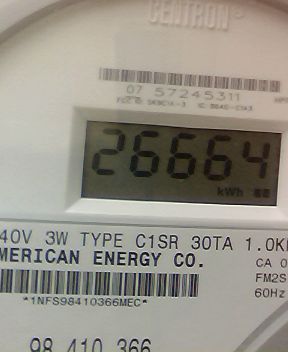 CENTRON®
07 57245311
26664
kWh
40V 3W TYPE C1SR 30TA 1.0K
MERICAN ENERGY CO.
CA 0
FM2S
60Hz
*1NFS98410366MEC*
98 410 366